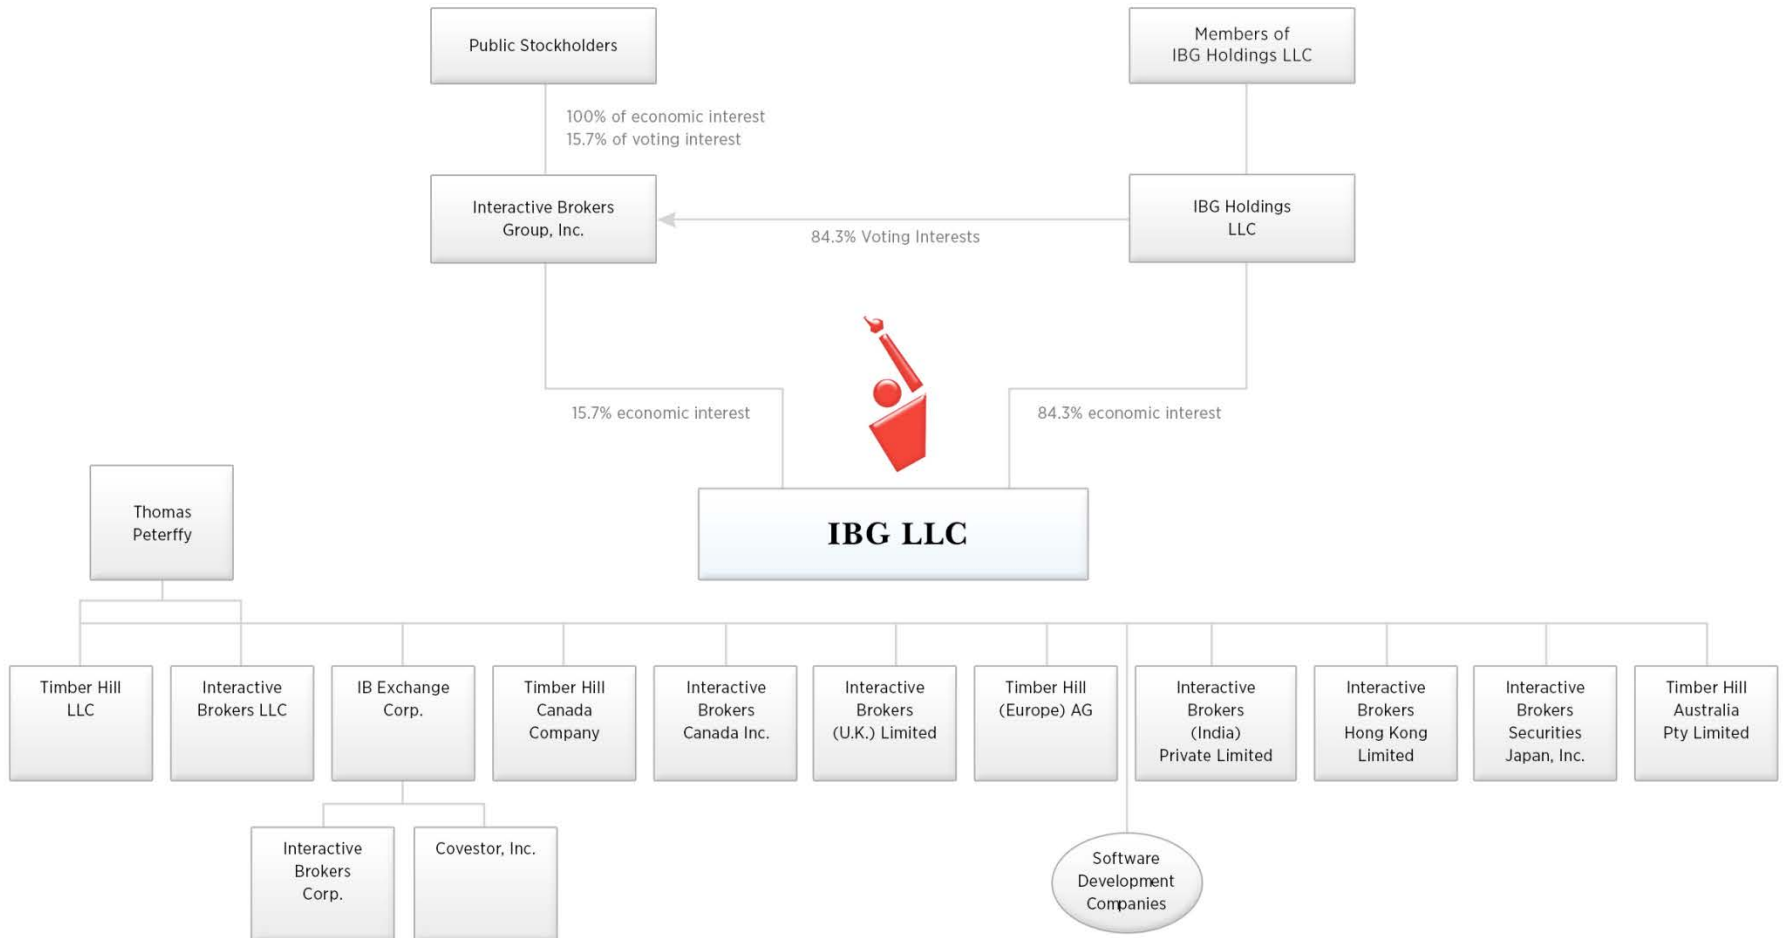 Public Stockholders
Members of
IBG Holdings LLC
100% of economic interest
15.7% of voting interest
Interactive Brokers
Group, Inc.
IBG Holdings
LLC
84.3% Voting Interests
15.7% economic interest
84.3% economic interest
Thomas
Peterffy
IBG LLC
Timber Hill
LLC
Interactive
Brokers LLC
IB Exchange
Corp.
Timber Hill
Canada
Company
Interactive
Brokers
Canada Inc.
Interactive
Brokers
(U.K.) Limited
Timber Hill
(Europe) AG
Interactive
Brokers
(India)
Private Limited
Interactive
Brokers
Hong Kong
Limited
Interactive
Brokers
Securities
Japan, Inc.
Timber Hill
Australia
Pty Limited
Interactive
Brokers
Corp.
Covestor, Inc.
Software
Development
Companies